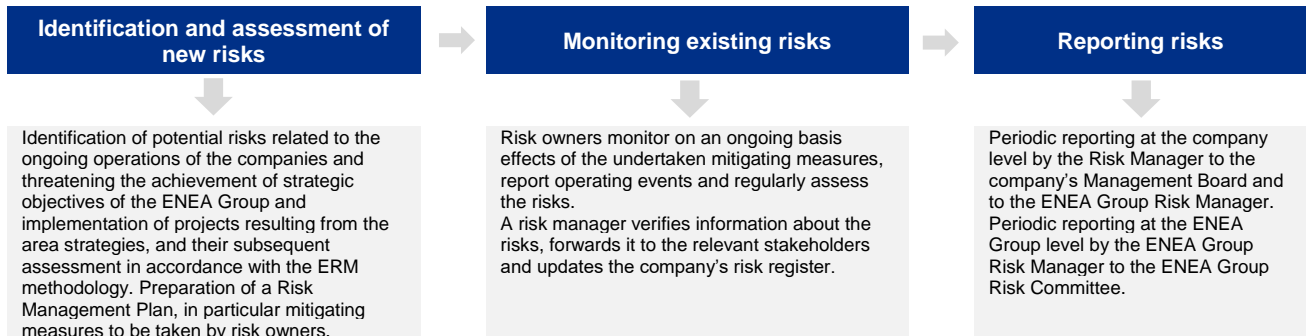 Identification and assessment of
new risks
Identification of potential risks related to the
ongoing operations of the companies and
threatening the achievement of strategic
objectives of the ENEA Group and
implementation of projects resulting from the
area strategies, and their subsequent
assessment in accordance with the ERM
methodology. Preparation of a Risk
Management Plan, in particular mitigating
measures to be taken by risk owners.
Monitoring existing risks
Risk owners monitor on an ongoing basis
effects of the undertaken mitigating measures,
report operating events and regularly assess
the risks.
A risk manager verifies information about the
risks, forwards it to the relevant stakeholders
and updates the company’s risk register.
Reporting risks
Periodic reporting at the company
level by the Risk Manager to the
company’s Management Board and
to the ENEA Group Risk Manager.
Periodic reporting at the ENEA
Group level by the ENEA Group
Risk Manager to the ENEA Group
Risk Committee.